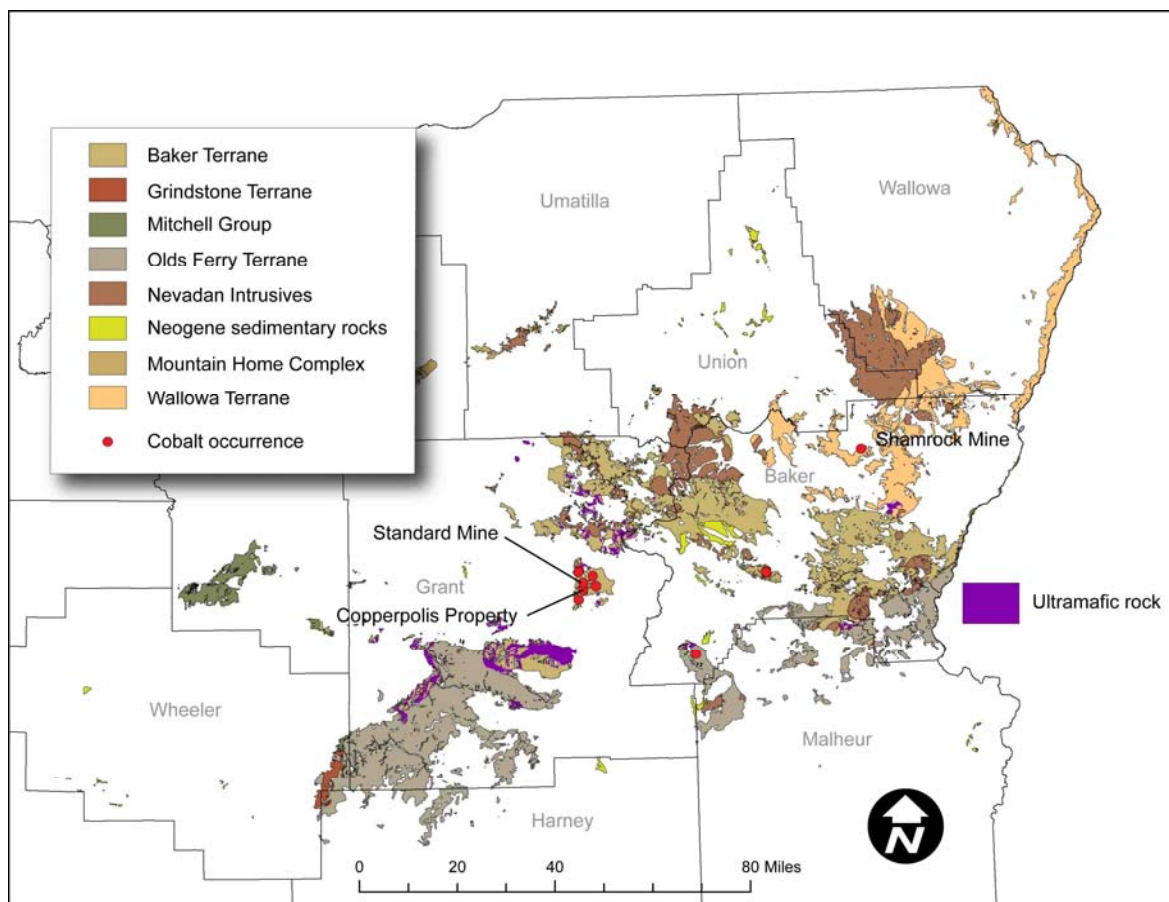 Baker Terrane
Grindstone Terrane
Mitchell Group
Olds Ferry Terrane
Nevadan Intrusives
Neogene sedimentary rocks
Mountain Home Complex
Wallowa Terrane
Cobalt occurrence
Umatilla
Wallowa
Union
Shamrock Mine
Baker
Standard Mine
Grant
Copperpolis Property
Ultramafic rock
Wheeler
Malheur
Harney
N
0 20 40 80 Miles